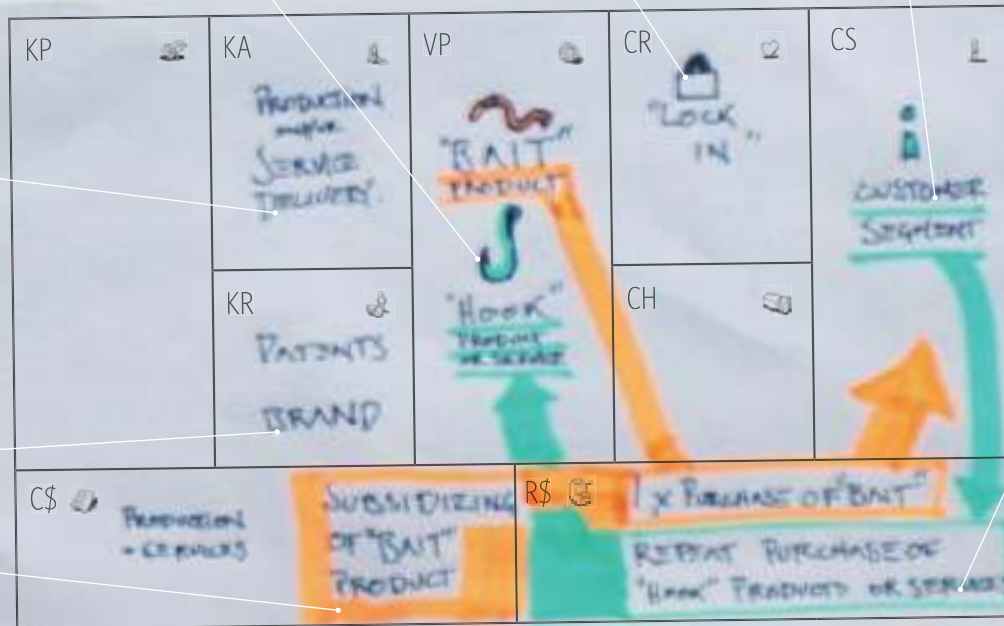 KP
KA
PRODUCTION
AND/OR
SERVICE
DELIVERY
KR
PATENTS
BRAND
VP
"BAIT"
PRODUCT
"HOOK"
PRODUCT
OR SERVICE
CR
"LOCK
IN"
CH
CS
CUSTOMER
SEGMENT
C$
PRODUCTION
+ SERVICES
SUBSIDIZING
OF "BAIT"
PRODUCT
R$
1 x PURCHASE OF "BAIT"
REPEAT PURCHASE OF
"HOOK" PRODUCTS OR SERVICES